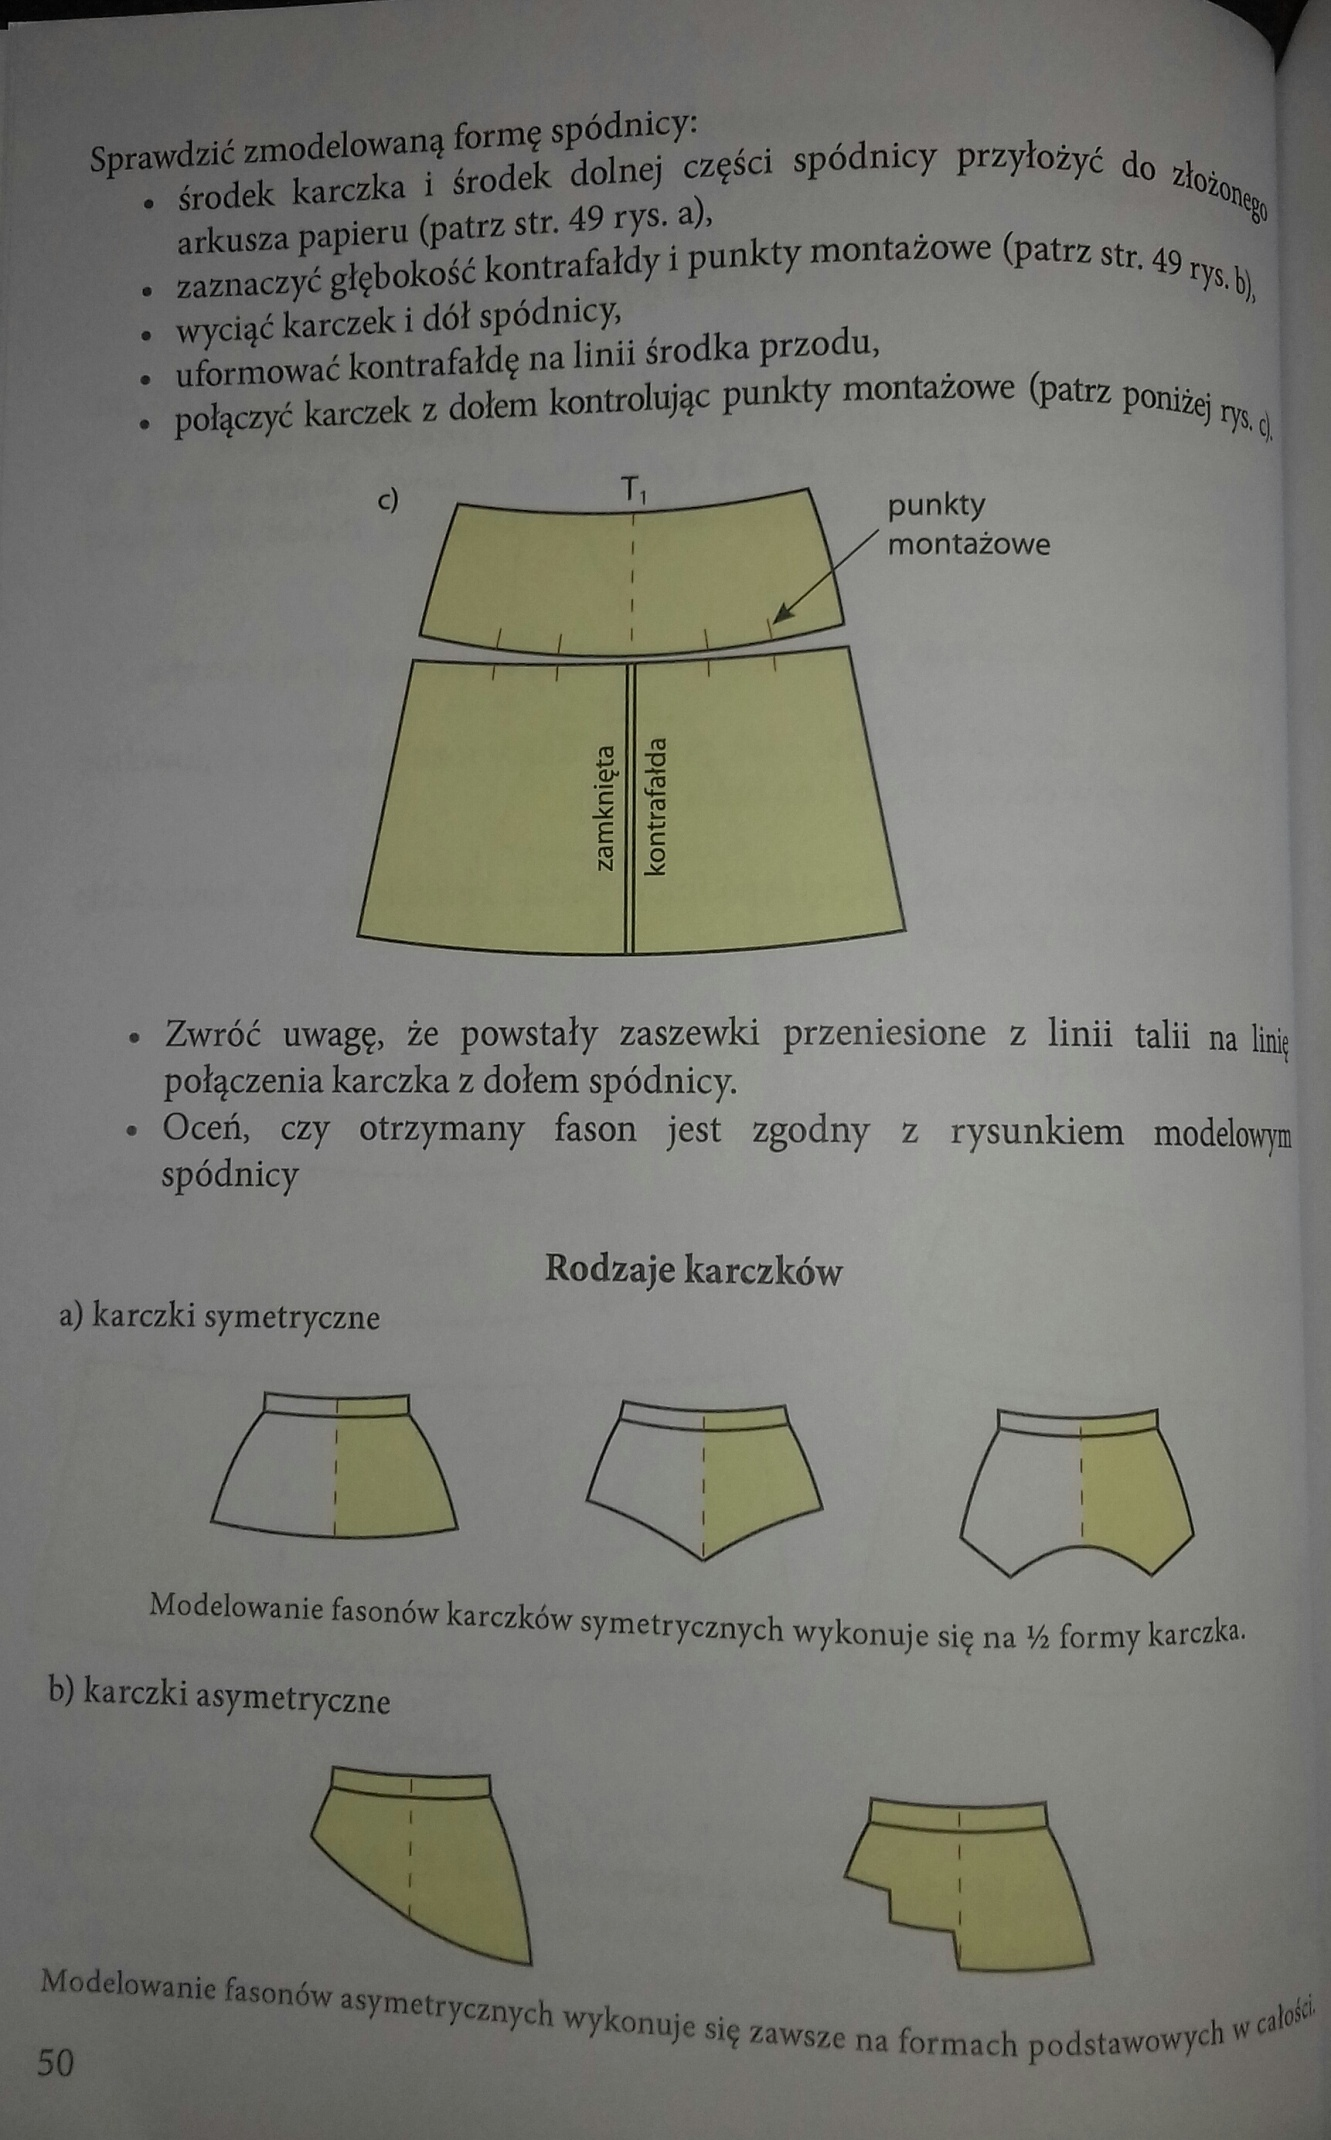 Sprawdzić zmodelowaną formę spódnicy:
• środek karczka i środek dolnej części spódnicy przyłożyć do złożonego
arkusza papieru (patrz str. 49 rys. a),
• zaznaczyć głębokość kontrafałdy i punkty montażowe (patrz str. 49 rys. b),
• wyciąć karczek i dół spódnicy,
• uformować kontrafałdę na linii środka przodu,
• połączyć karczek z dołem kontrolując punkty montażowe (patrz poniżej rys. c).
c)
T₁
punkty
montażowe
zamknięta
kontrafałda
• Zwróć uwagę, że powstały zaszewki przeniesione z linii talii na linię
połączenia karczka z dołem spódnicy.
• Oceń, czy otrzymany fason jest zgodny z rysunkiem modelowym
spódnicy
Rodzaje karczków
a) karczki symetryczne
Modelowanie fasonów karczków symetrycznych wykonuje się na ½ formy karczka.
b) karczki asymetryczne
Modelowanie fasonów asymetrycznych wykonuje się zawsze na formach podstawowych w całości.
50